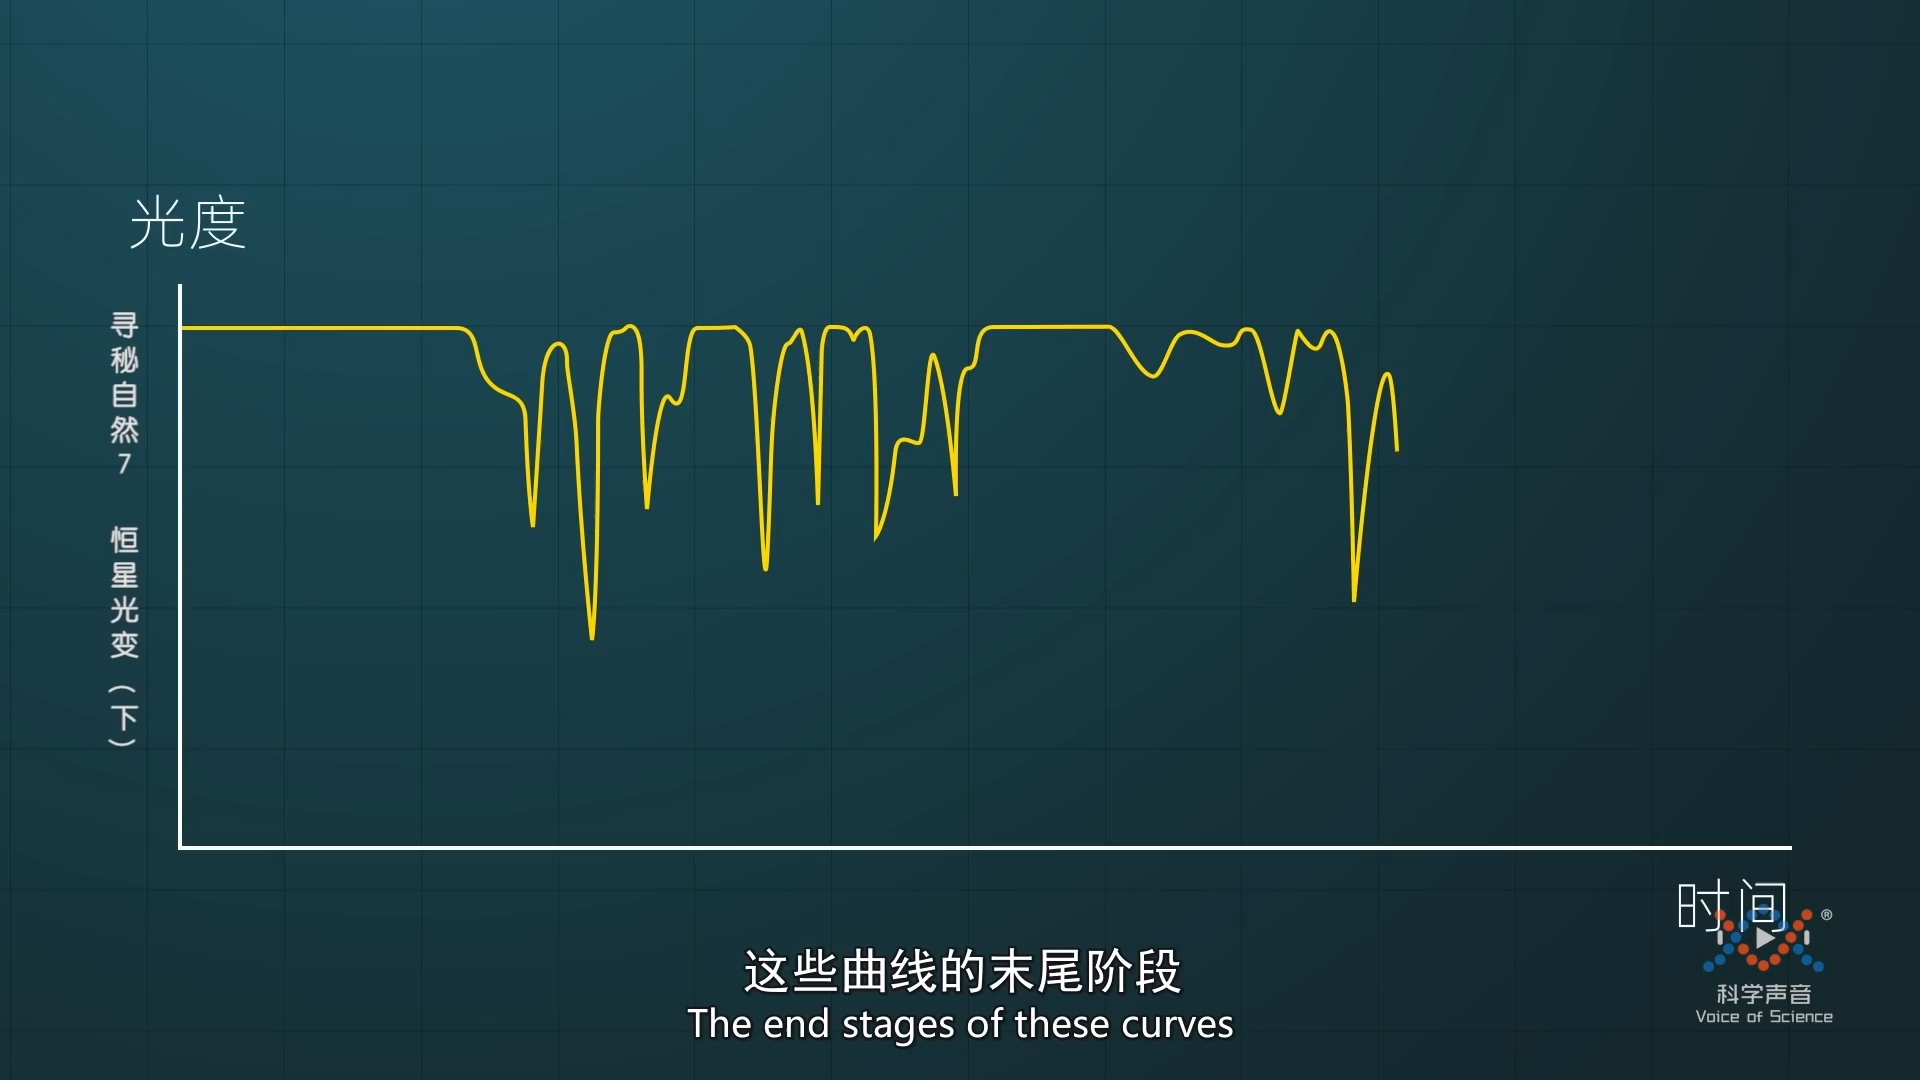 光度
寻秘自然7 恒星光变（下）
时间
这些曲线的末尾阶段
The end stages of these curves
科学声音
Voice of Science
®